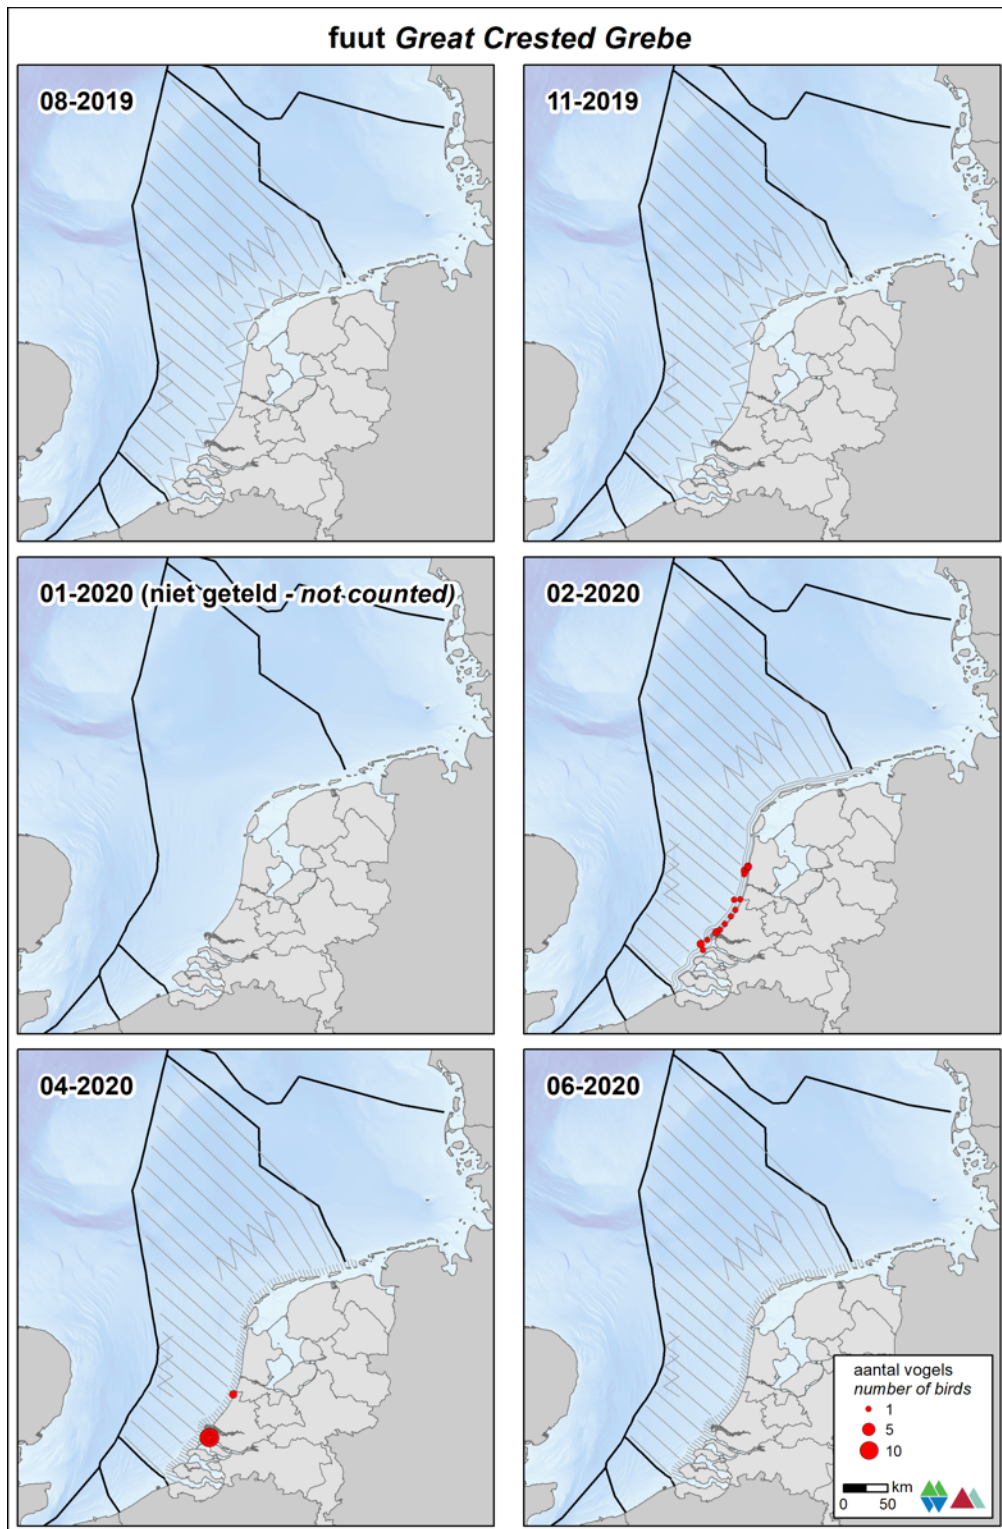 fuut Great Crested Grebe
08-2019
11-2019
01-2020 (niet geteld - not counted)
02-2020
04-2020
06-2020
aantal vogels
number of birds
1
5
10
km
0 50